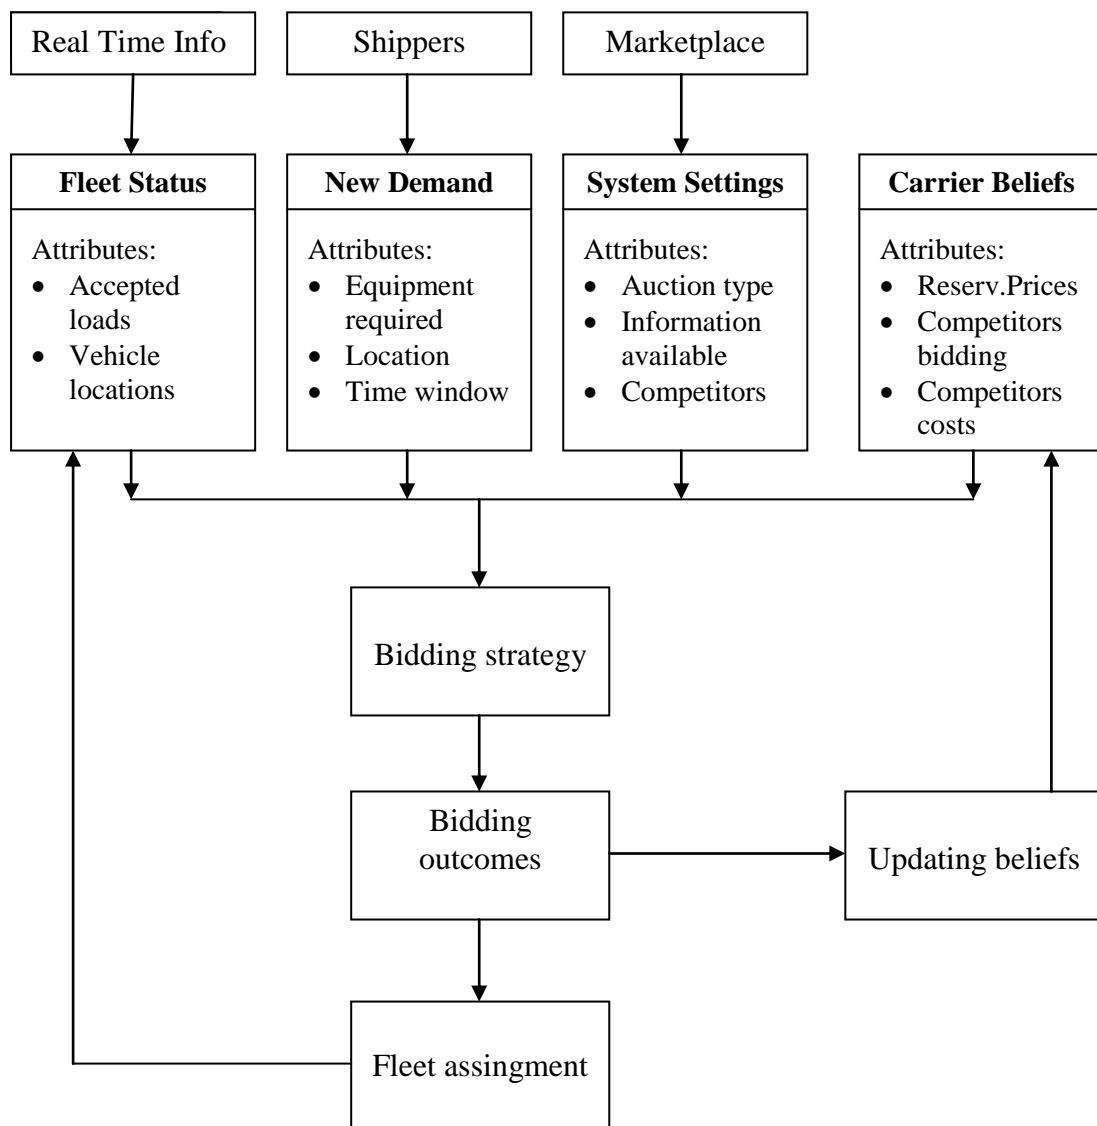 Real Time Info
Shippers
Marketplace
Fleet Status
Attributes:
• Accepted
loads
• Vehicle
locations
New Demand
Attributes:
• Equipment
required
• Location
• Time window
System Settings
Attributes:
• Auction type
• Information
available
• Competitors
Carrier Beliefs
Attributes:
• Reserv.Prices
• Competitors
bidding
• Competitors
costs
Bidding strategy
Bidding
outcomes
Updating beliefs
Fleet assingment